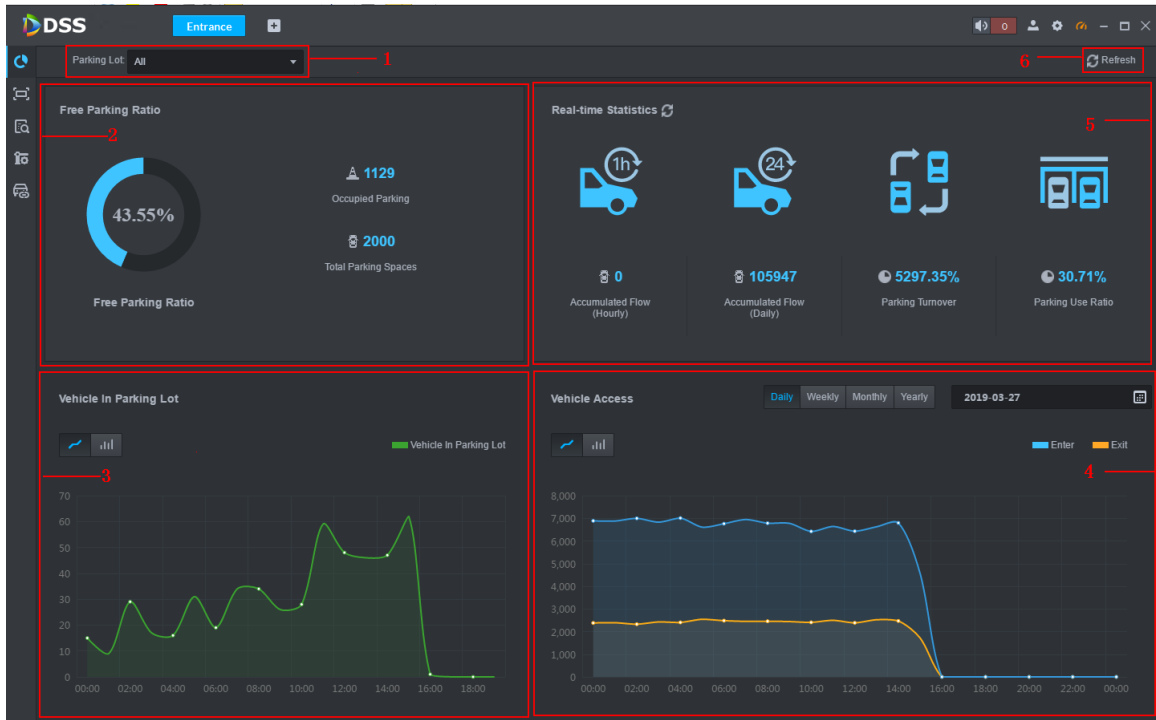 DSS
Entrance
0
Parking Lot: All
1
6
Refresh
Free Parking Ratio
2
43.55%
1129
Occupied Parking
2000
Total Parking Spaces
Free Parking Ratio
Real-time Statistics
5
1h
24
0
Accumulated Flow
(Hourly)
105947
Accumulated Flow
(Daily)
5297.35%
Parking Turnover
30.71%
Parking Use Ratio
Vehicle In Parking Lot
Vehicle In Parking Lot
3
70
60
50
40
30
20
10
0
00:00 02:00 04:00 06:00 08:00 10:00 12:00 14:00 16:00 18:00
Vehicle Access
Daily Weekly Monthly Yearly
2019-03-27
Enter Exit
4
8,000
7,000
6,000
5,000
4,000
3,000
2,000
1,000
0
00:00 02:00 04:00 06:00 08:00 10:00 12:00 14:00 16:00 18:00 20:00 22:00 00:00